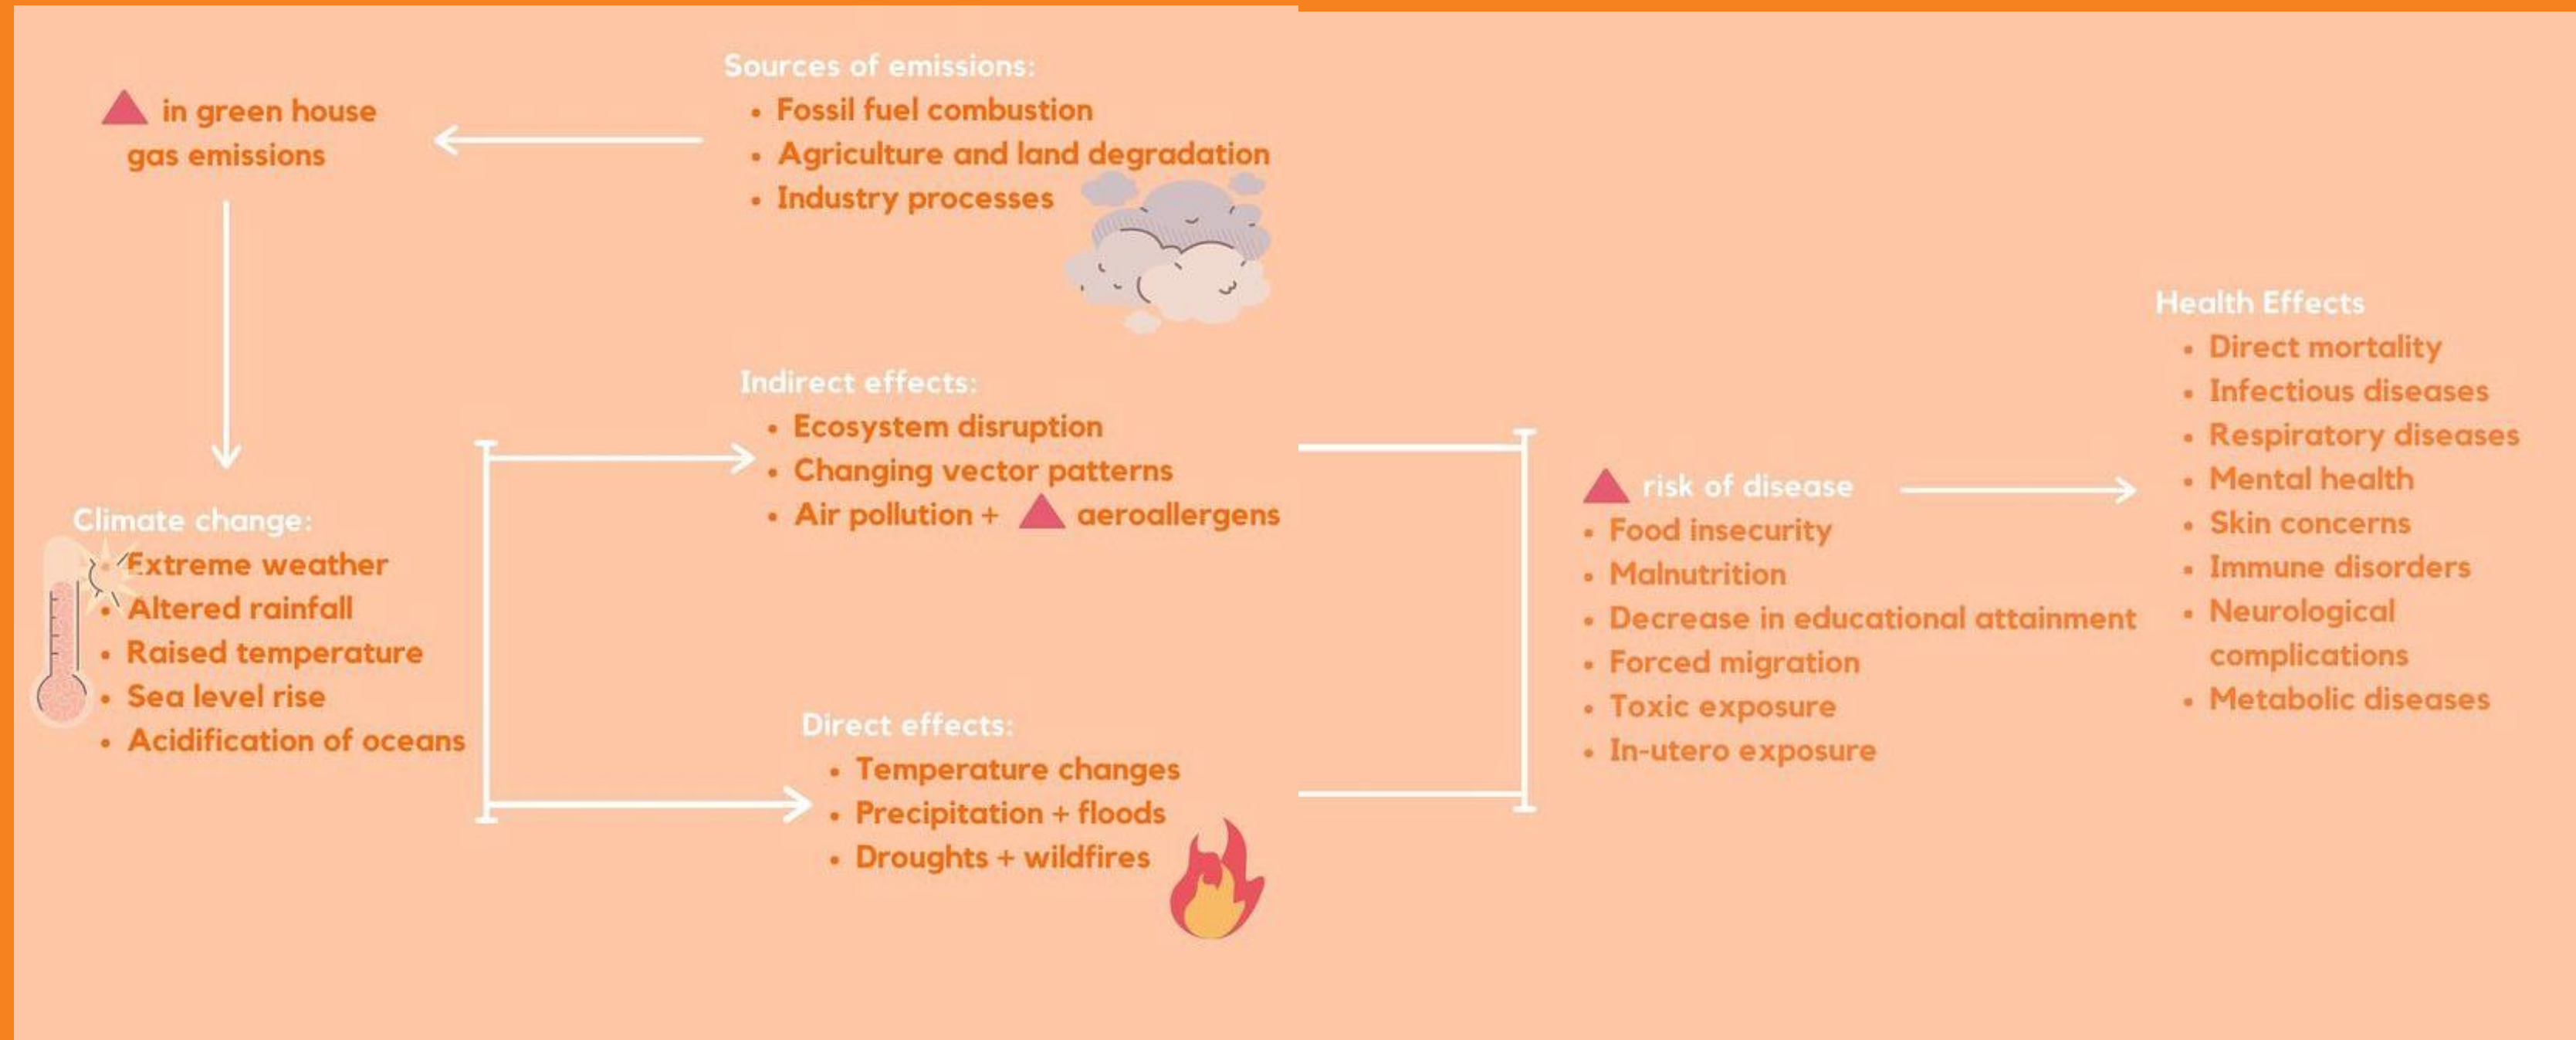 Sources of emissions:
• Fossil fuel combustion
• Agriculture and land degradation
• Industry processes
in green house
gas emissions
Climate change:
Extreme weather
• Altered rainfall
• Raised temperature
• Sea level rise
• Acidification of oceans
Indirect effects:
• Ecosystem disruption
• Changing vector patterns
• Air pollution + ▲ aeroallergens
Direct effects:
• Temperature changes
• Precipitation + floods
• Droughts + wildfires
▲ risk of disease
• Food insecurity
• Malnutrition
• Decrease in educational attainment
• Forced migration
• Toxic exposure
• In-utero exposure
Health Effects
• Direct mortality
• Infectious diseases
• Respiratory diseases
• Mental health
• Skin concerns
• Immune disorders
• Neurological
complications
• Metabolic diseases